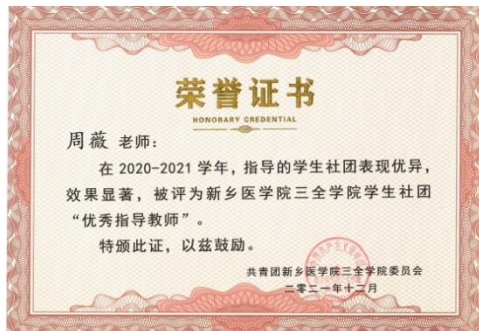 荣誉证书
HONORARY CREDENTIAL
周薇 老师：
在 2020-2021 学年，指导的学生社团表现优异，
效果显著，被评为新乡医学院三全学院学生社团
“优秀指导教师”。
特颁此证，以兹鼓励。
共青团新乡医学院三全学院委员会
二零二一年十二月